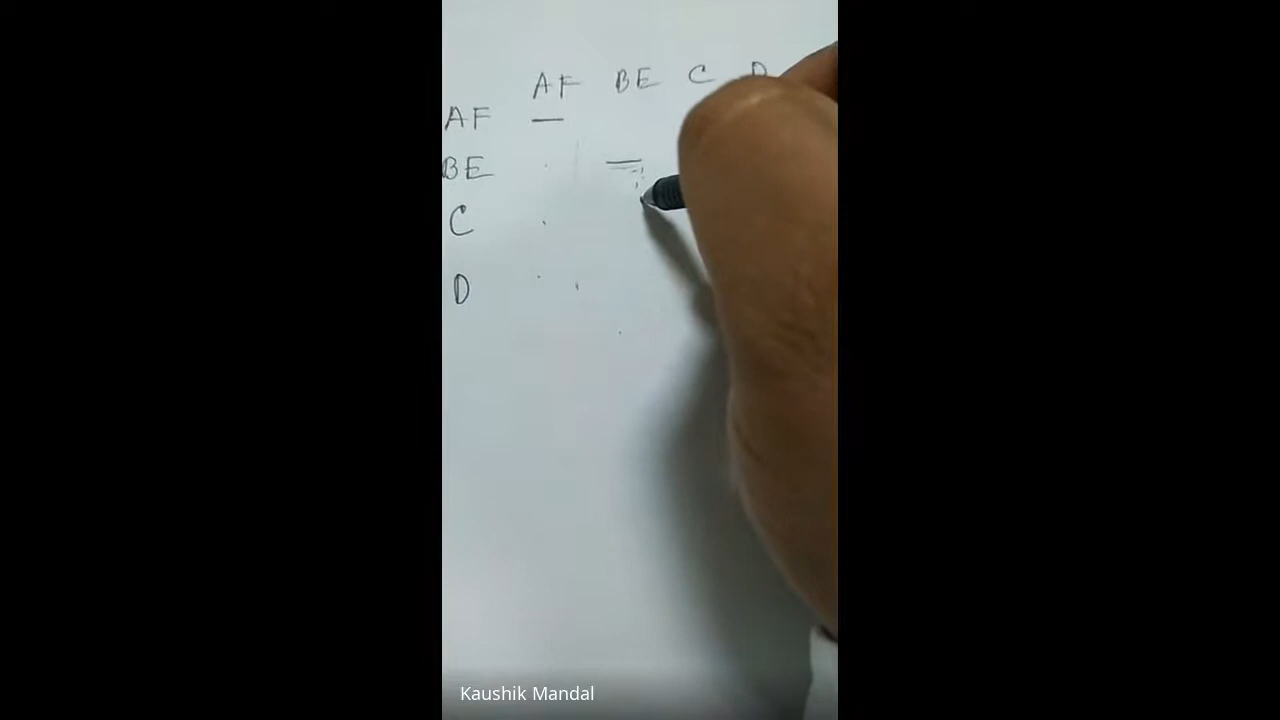 AF BE C D
AF —
BE —
C
D
Kaushik Mandal